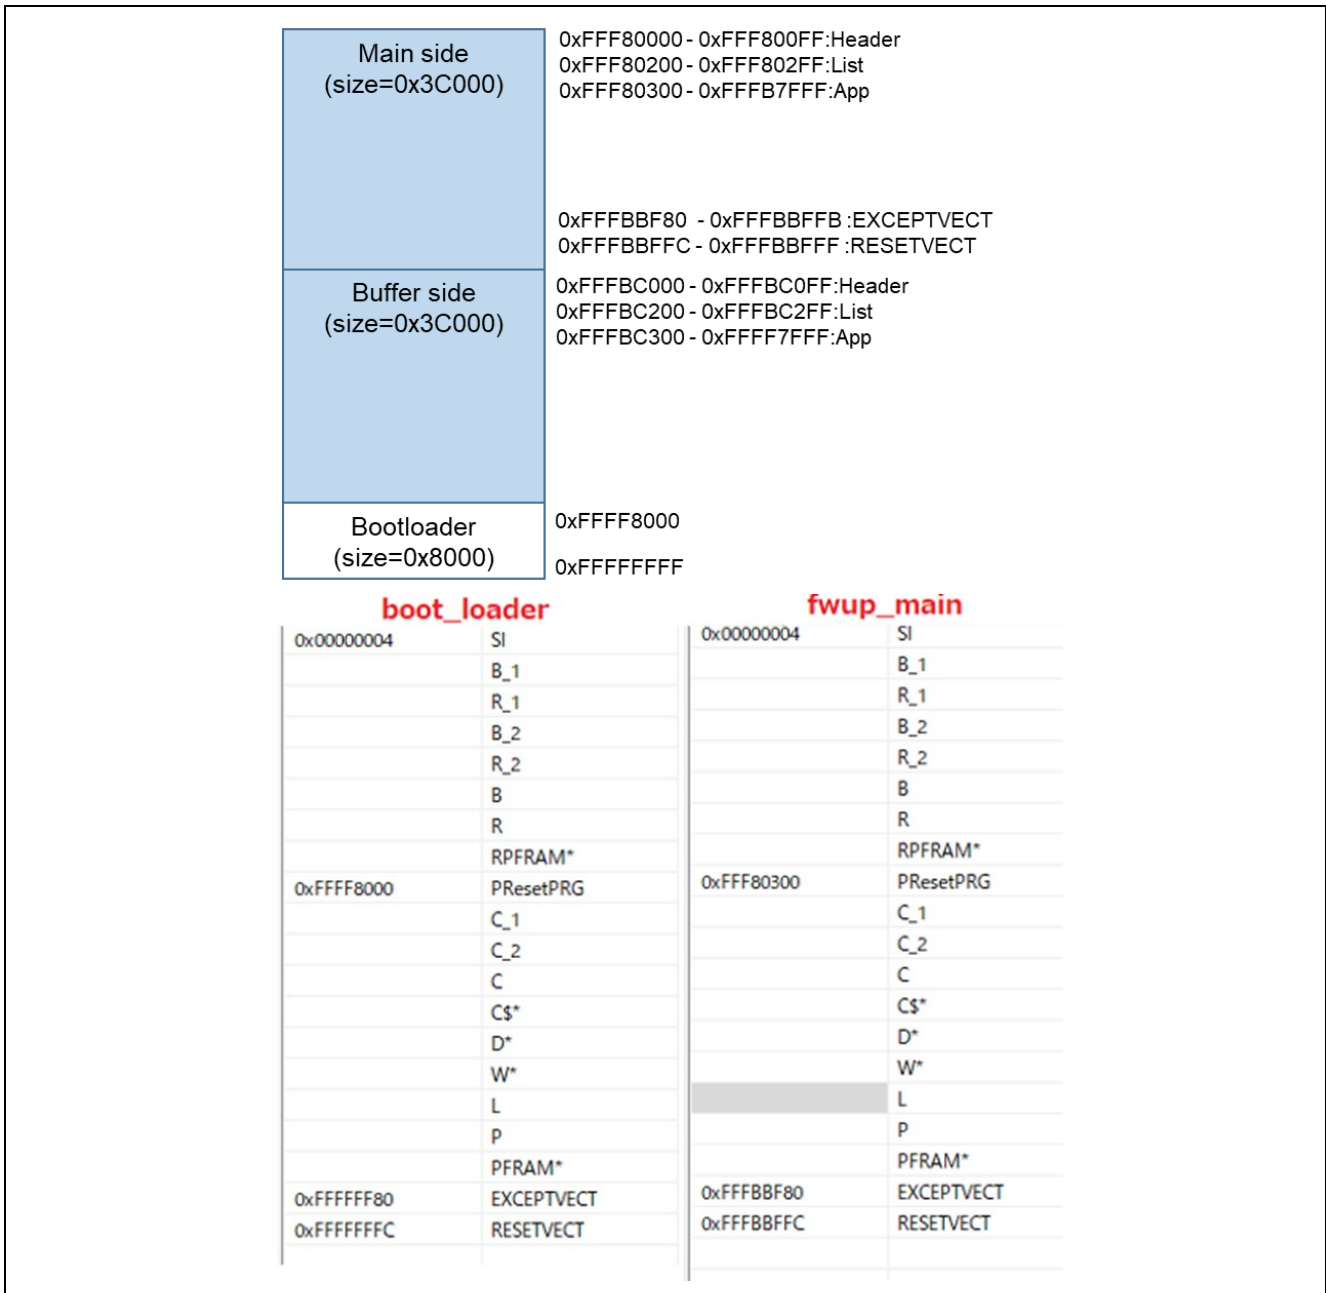 Main side
(size=0x3C000)
0xFFF80000 - 0xFFF800FF:Header
0xFFF80200 - 0xFFF802FF:List
0xFFF80300 - 0xFFFB7FFF:App
0xFFFBBF80 - 0xFFFBBFFB :EXCEPTVECT
0xFFFBBFFC - 0xFFFBBFFF :RESETVECT
Buffer side
(size=0x3C000)
0xFFFBC000 - 0xFFFBC0FF:Header
0xFFFBC200 - 0xFFFBC2FF:List
0xFFFBC300 - 0xFFFF7FFF:App
Bootloader
(size=0x8000)
0xFFFF8000
0xFFFFFFFF
boot_loader
0x00000004 SI
B_1
R_1
B_2
R_2
B
R
RPFRAM*
0xFFFF8000 PResetPRG
C_1
C_2
C
C$*
D*
W*
L
P
PFRAM*
0xFFFFFF80 EXCEPTVECT
0xFFFFFFFC RESETVECT
fwup_main
0x00000004 SI
B_1
R_1
B_2
R_2
B
R
RPFRAM*
0xFFF80300 PResetPRG
C_1
C_2
C
C$*
D*
W*
L
P
PFRAM*
0xFFFBBF80 EXCEPTVECT
0xFFFBBFFC RESETVECT